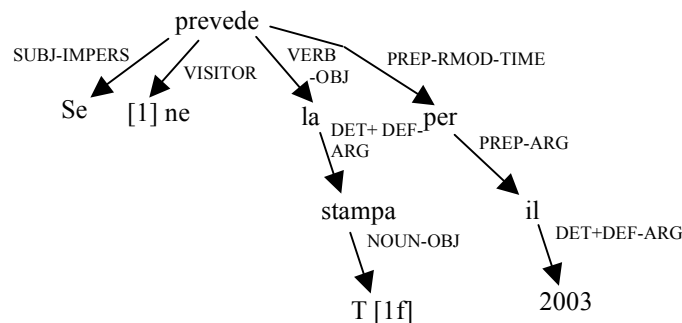 prevede
SUBJ-IMPERS
VISITOR
VERB
-OBJ
PREP-RMOD-TIME
Se
[1] ne
la
per
DET+ DEF-
ARG
PREP-ARG
stampa
il
NOUN-OBJ
DET+DEF-ARG
T [1f]
2003